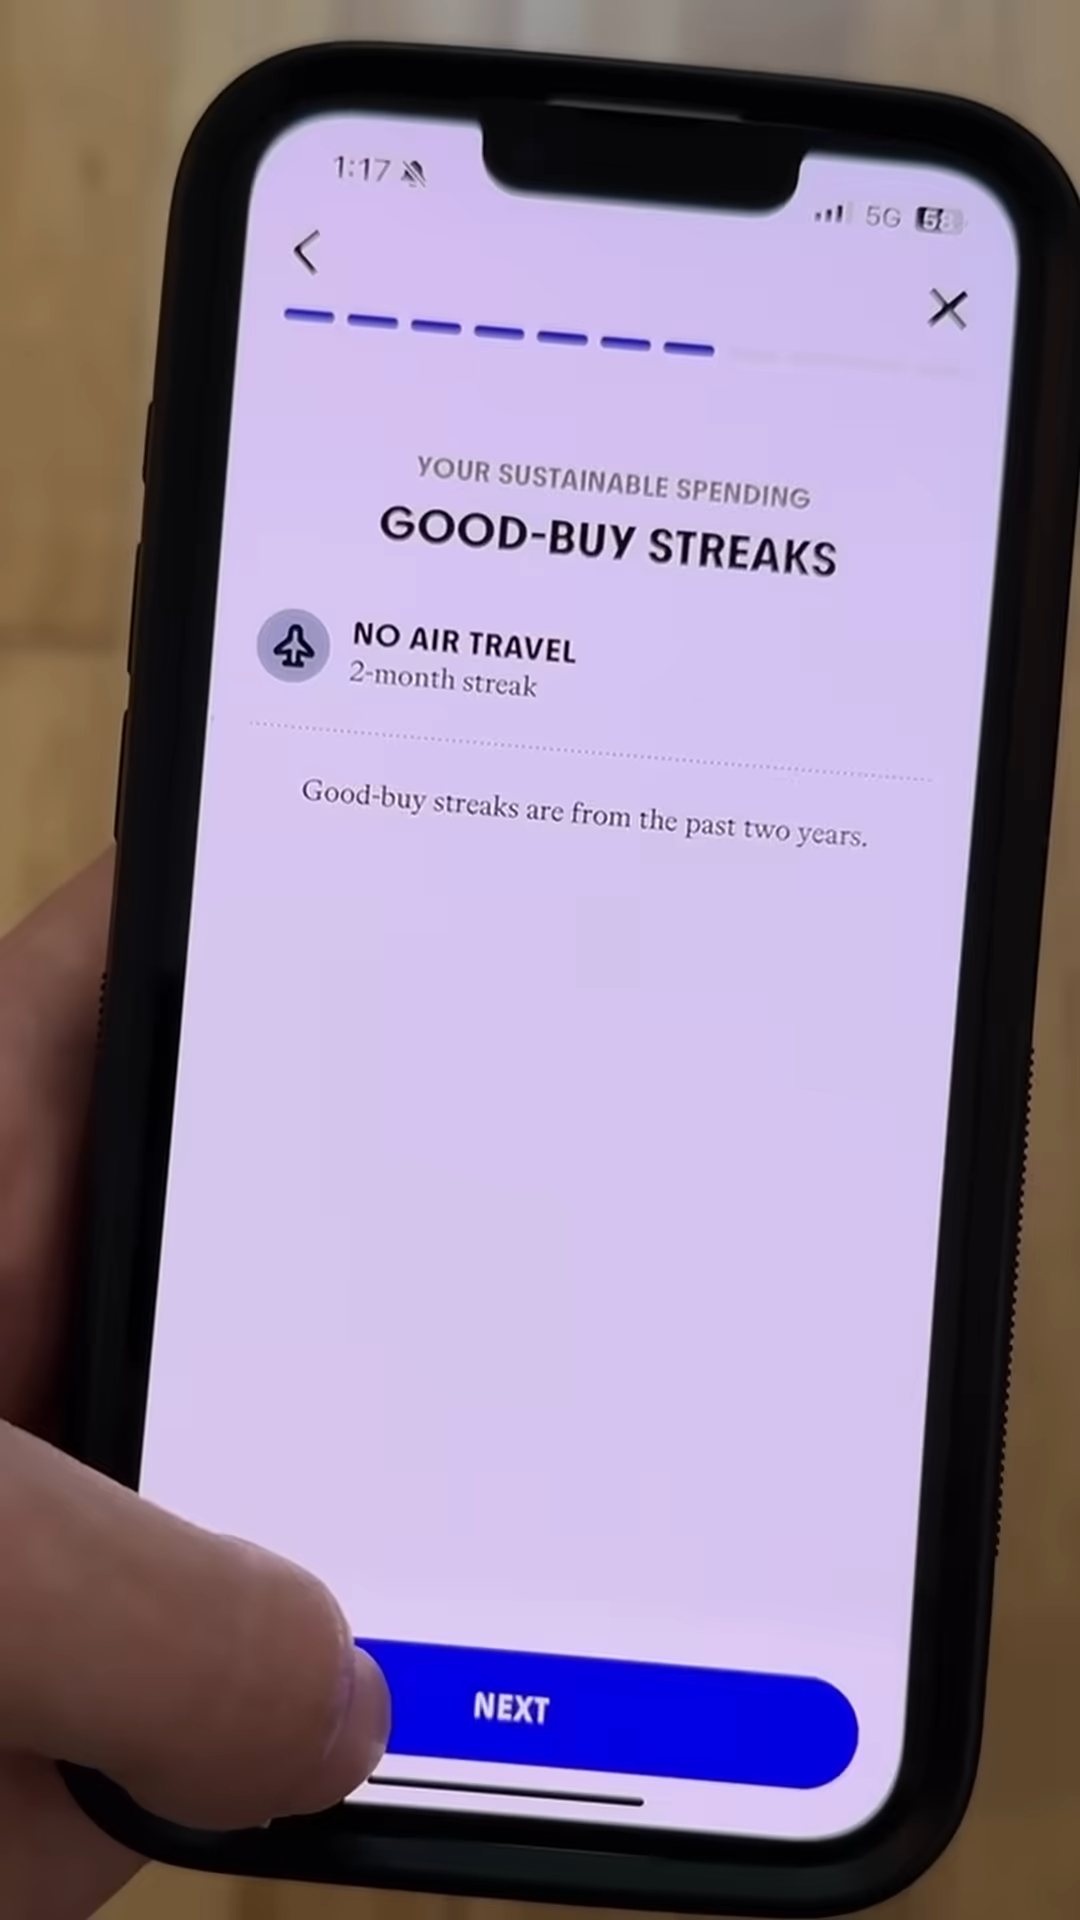 1:17
5G 58
YOUR SUSTAINABLE SPENDING
GOOD-BUY STREAKS
NO AIR TRAVEL
2-month streak
Good-buy streaks are from the past two years.
NEXT